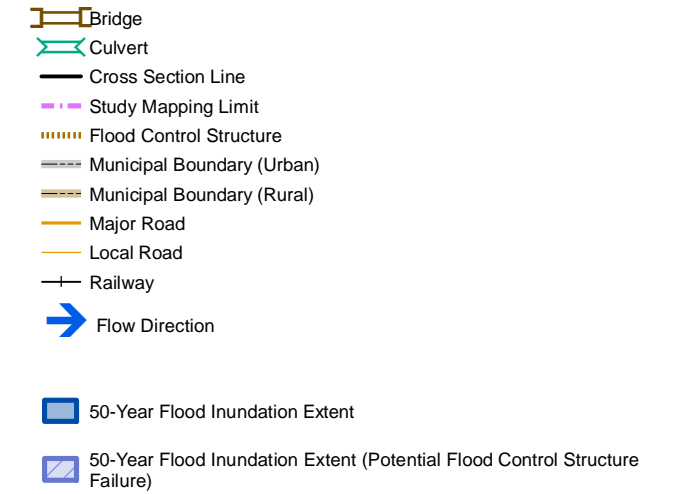 Bridge
Culvert
Cross Section Line
Study Mapping Limit
Flood Control Structure
Municipal Boundary (Urban)
Municipal Boundary (Rural)
Major Road
Local Road
Railway
Flow Direction
50-Year Flood Inundation Extent
50-Year Flood Inundation Extent (Potential Flood Control Structure
Failure)